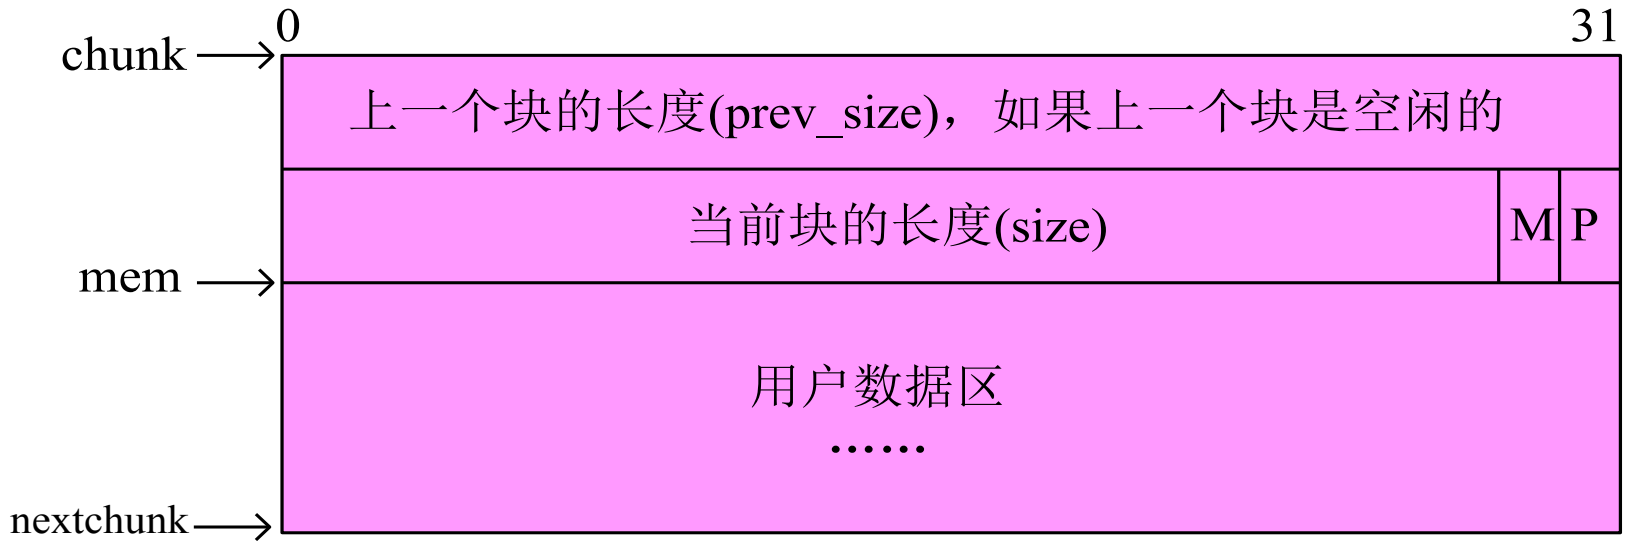 0 31
chunk
上一个块的长度(prev_size)，如果上一个块是空闲的
当前块的长度(size) M P
mem
用户数据区
……
nextchunk